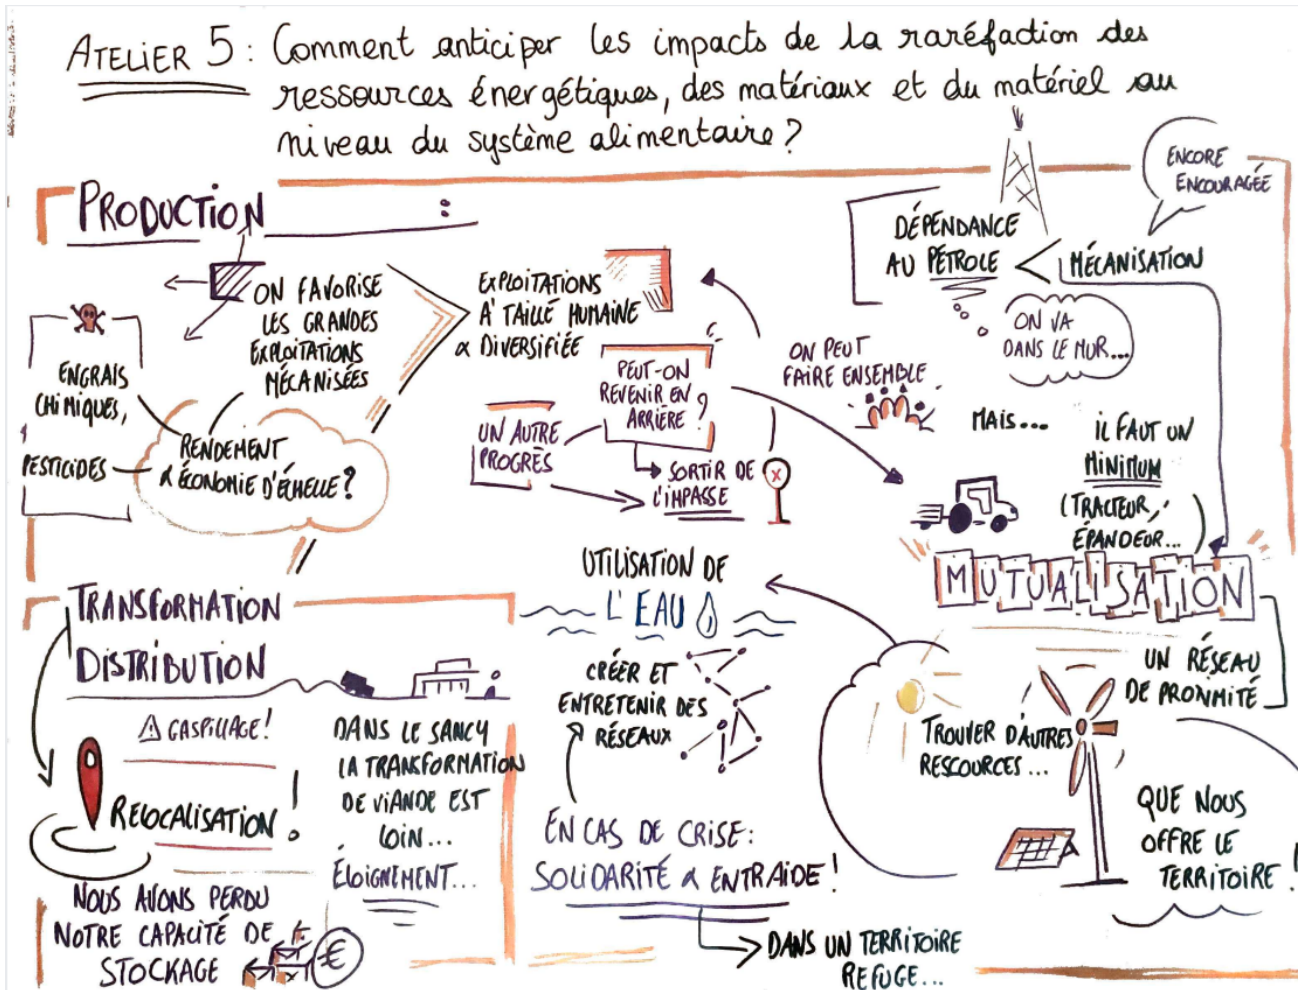 ATELIER 5 : Comment anticiper les impacts de la raréfaction des
ressources énergétiques, des matériaux et du matériel au
niveau du système alimentaire ?
PRODUCTION :
ENGRAIS
CHIMIQUES,
PESTICIDES
ON FAVORISE
LES GRANDES
EXPLOITATIONS
MÉCANISÉES
RENDEMENT
& ÉCONOMIE D'ÉCHELLE ?
EXPLOITATIONS
À TAILLE HUMAINE
& DIVERSIFIÉE
PEUT-ON
REVENIR EN
ARRIÈRE ?
UN AUTRE
PROGRÈS
SORTIR DE
L'IMPASSE
X
ON PEUT
FAIRE ENSEMBLE
DÉPENDANCE
AU PÉTROLE
MÉCANISATION
ENCORE
ENCOURAGÉE
ON VA
DANS LE MUR...
MAIS...
IL FAUT UN
MINIMUM
(TRACTEUR,
ÉPANDEUR...)
MUTUALISATION
UN RÉSEAU
DE PROXIMITÉ
TRANSFORMATION
DISTRIBUTION
GASPILLAGE !
RELOCALISATION !
NOUS AVONS PERDU
NOTRE CAPACITÉ DE
STOCKAGE
€
DANS LE SANCY
LA TRANSFORMATION
DE VIANDE EST
LOIN...
ÉLOIGNEMENT...
UTILISATION DE
L'EAU
CRÉER ET
ENTRETENIR DES
RÉSEAUX
EN CAS DE CRISE :
SOLIDARITÉ & ENTRAIDE !
DANS UN TERRITOIRE
REFUGE...
TROUVER D'AUTRES
RESCOURCES...
QUE NOUS
OFFRE LE
TERRITOIRE !